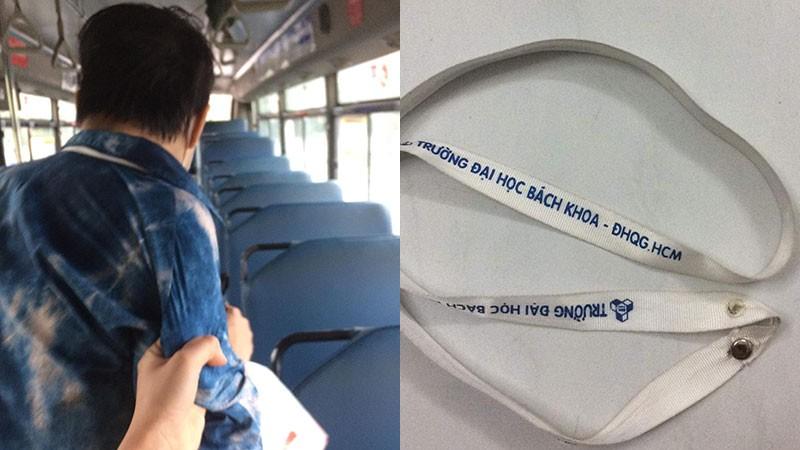 TRƯỜNG ĐẠI HỌC BÁCH KHOA - ĐHQG.HCM
TRƯỜNG ĐẠI HỌC BÁCH